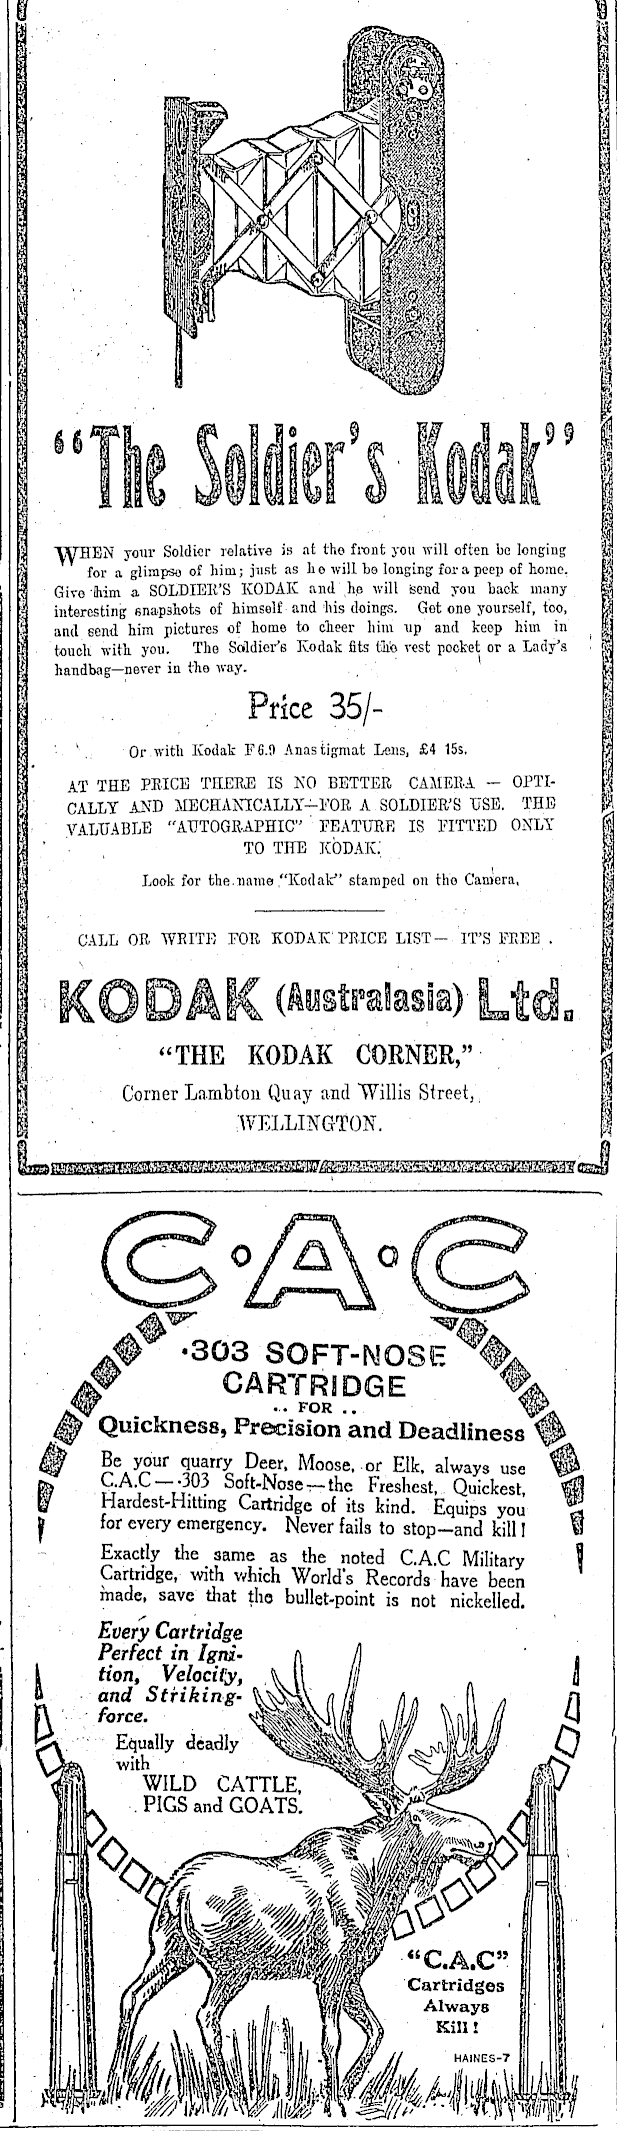 “The Soldier's Kodak”
WHEN your Soldier relative is at the front you will often be longing
for a glimpse of him; just as he will be longing for a peep of home.
Give him a SOLDIER'S KODAK and he will send you back many
interesting snapshots of himself and his doings. Get one yourself, too,
and send him pictures of home to cheer him up and keep him in
touch with you. The Soldier's Kodak fits the vest pocket or a Lady's
handbag—never in the way.
Price 35/-
Or with Kodak F6.9 Anastigmat Lens, £4 15s.
AT THE PRICE THERE IS NO BETTER CAMERA — OPTI-
CALLY AND MECHANICALLY—FOR A SOLDIER'S USE. THE
VALUABLE “AUTOGRAPHIC” FEATURE IS FITTED ONLY
TO THE KODAK.
Look for the name “Kodak” stamped on the Camera,
CALL OR WRITE FOR KODAK PRICE LIST— IT'S FREE .
KODAK (Australasia) Ltd.
“THE KODAK CORNER,”
Corner Lambton Quay and Willis Street,
WELLINGTON.
C·A·C
·303 SOFT-NOSE
CARTRIDGE
.. FOR ..
Quickness, Precision and Deadliness
Be your quarry Deer, Moose, or Elk, always use
C.A.C—·303 Soft-Nose—the Freshest, Quickest,
Hardest-Hitting Cartridge of its kind. Equips you
for every emergency. Never fails to stop—and kill!
Exactly the same as the noted C.A.C Military
Cartridge, with which World's Records have been
made, save that the bullet-point is not nickelled.
Every Cartridge
Perfect in Igni-
tion, Velocity,
and Striking-
force.
Equally deadly
with
WILD CATTLE,
PIGS and GOATS.
“C.A.C”
Cartridges
Always
Kill!
HAINES-7